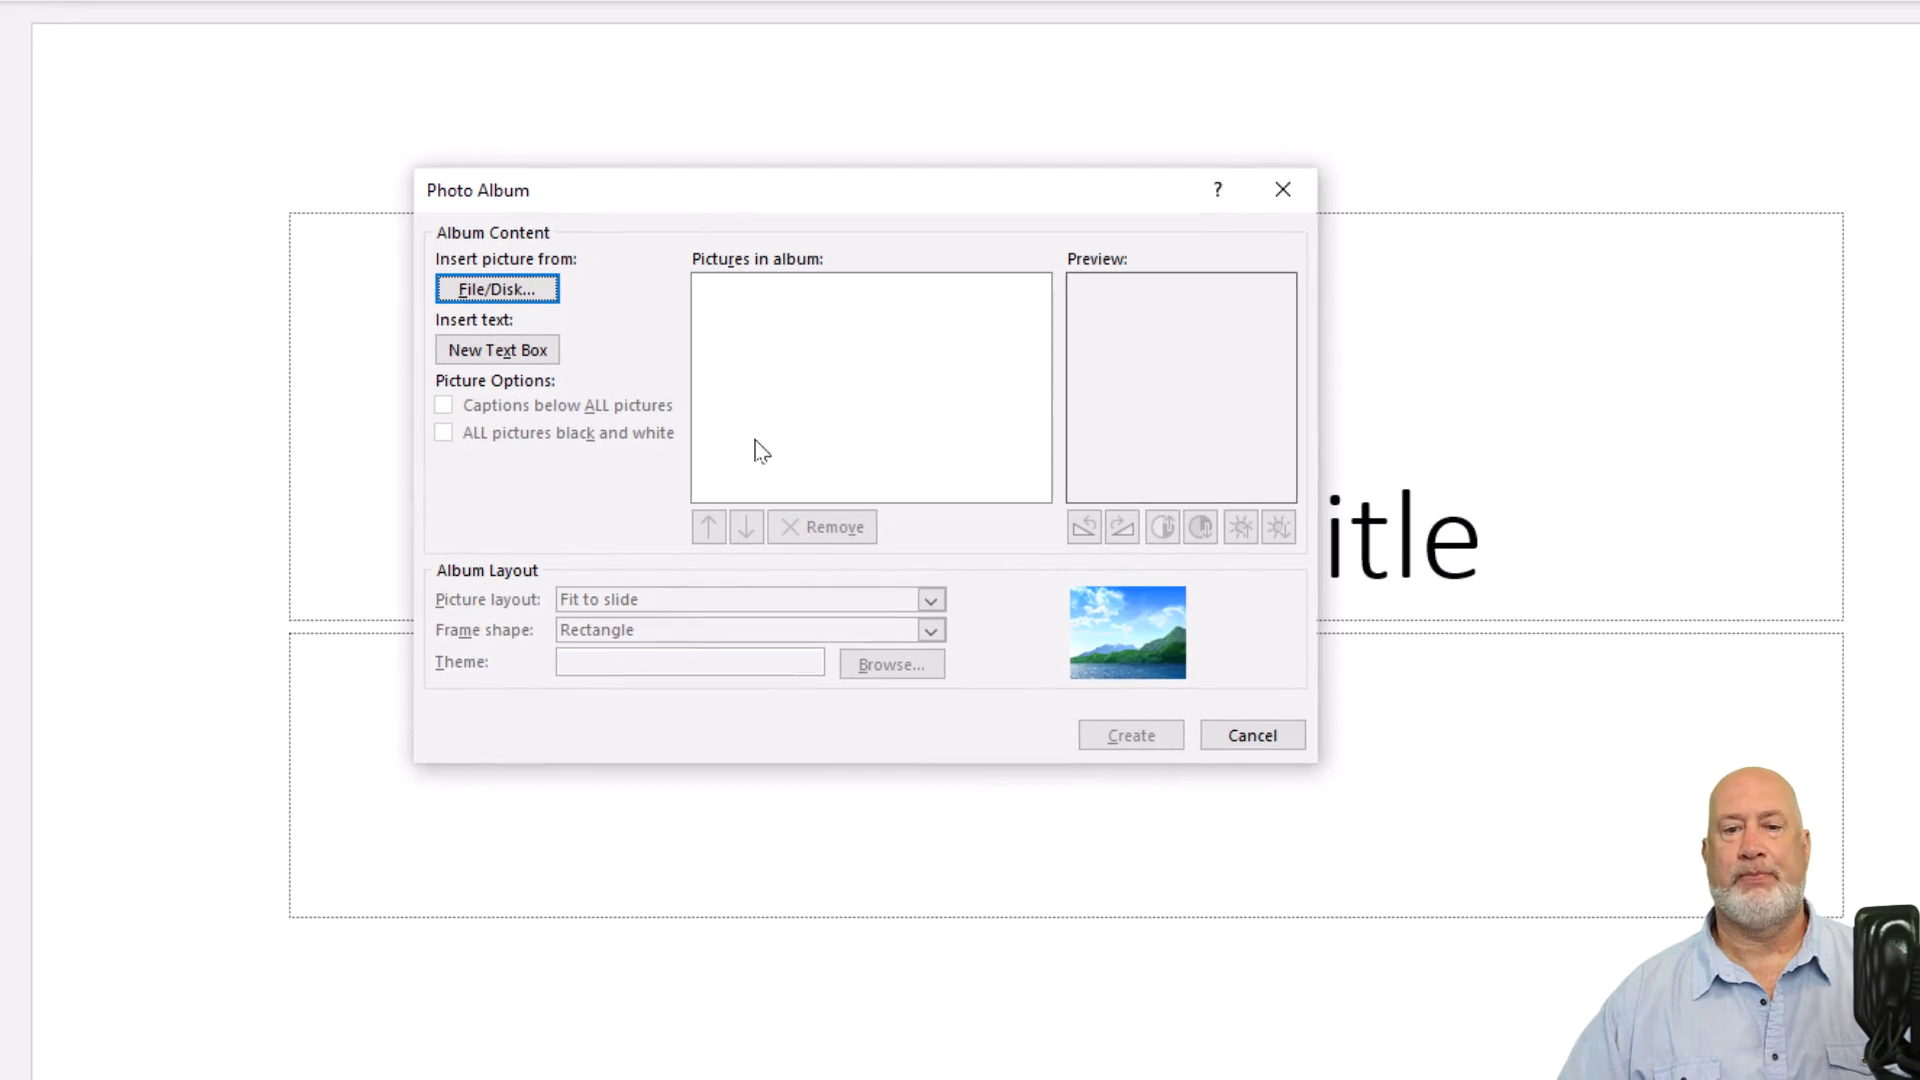 Photo Album ?
Album Content
Insert picture from:
Pictures in album:
Preview:
File/Disk...
Insert text:
New Text Box
Picture Options:
Captions below ALL pictures
ALL pictures black and white
Remove
itle
Album Layout
Picture layout: Fit to slide
Frame shape: Rectangle
Theme:
Browse...
Create
Cancel